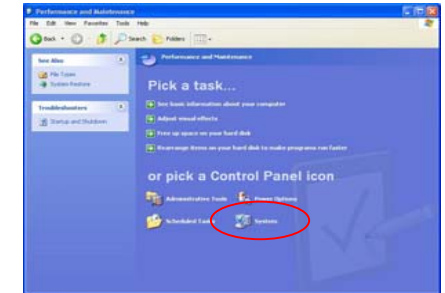 Performance and Maintenance
File Edit View Favorites Tools Help
Back Search Folders
See Also
File Types
System Restore
Troubleshooters
Startup and Shutdown
Performance and Maintenance
Pick a task...
See basic information about your computer
Adjust visual effects
Free up space on your hard disk
Rearrange items on your hard disk to make programs run faster
or pick a Control Panel icon
Administrative Tools Power Options
Scheduled Tasks System